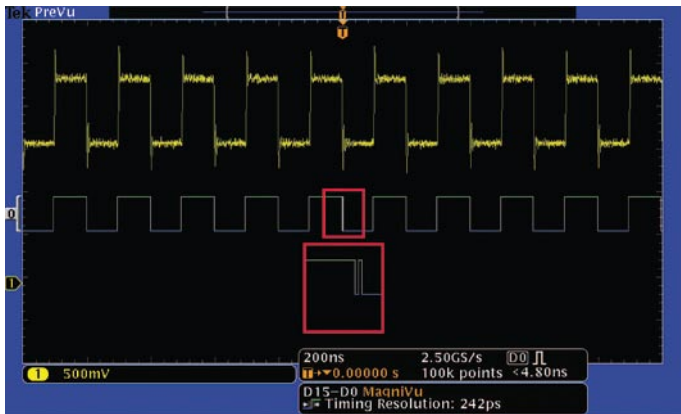 Tek PreVu
U
T
0
1
200ns 2.50GS/s D0
T→▼0.00000 s 100k points <4.80ns
1 500mV
D15-D0 MagniVu
Timing Resolution: 242ps